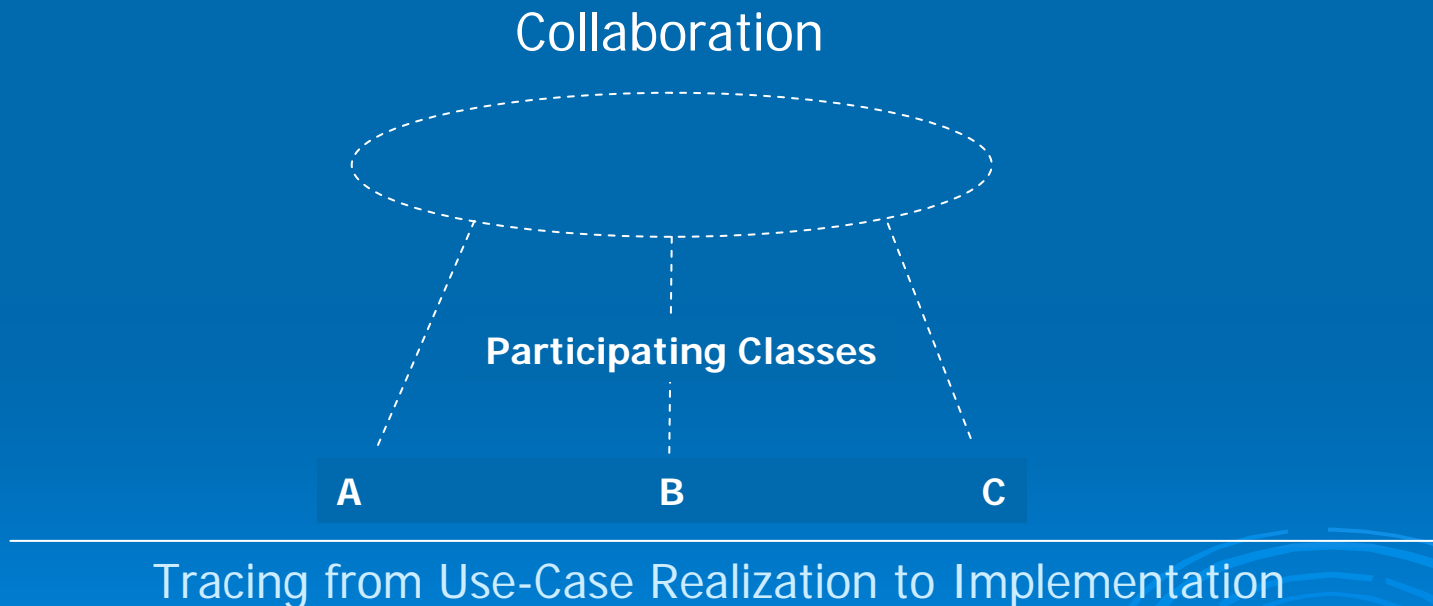 Collaboration
Participating Classes
A B C
Tracing from Use-Case Realization to Implementation